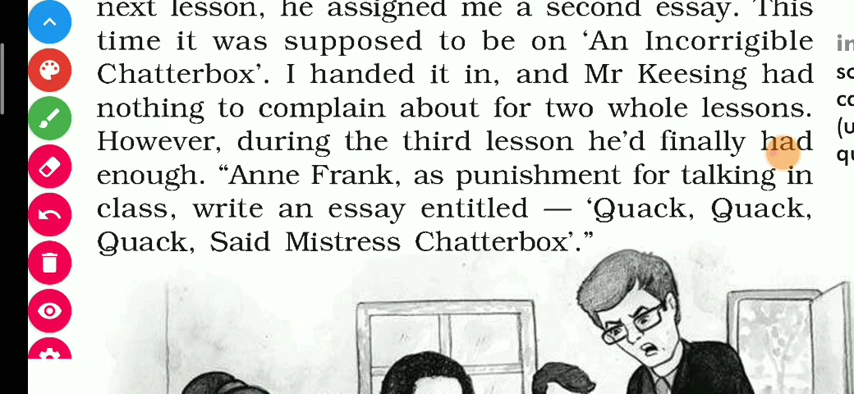 next lesson, he assigned me a second essay. This
time it was supposed to be on ‘An Incorrigible
Chatterbox’. I handed it in, and Mr Keesing had
nothing to complain about for two whole lessons.
However, during the third lesson he’d finally had
enough. “Anne Frank, as punishment for talking in
class, write an essay entitled — ‘Quack, Quack,
Quack, Said Mistress Chatterbox’.”